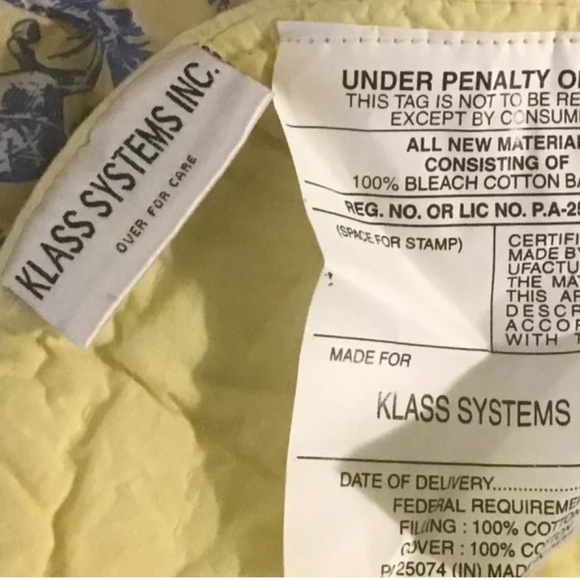 KLASS SYSTEMS INC.
OVER FOR CARE
UNDER PENALTY O
THIS TAG IS NOT TO BE RE
EXCEPT BY CONSUM
ALL NEW MATERIA
CONSISTING OF
100% BLEACH COTTON BA
REG. NO. OR LIC NO. P.A-25
(SPACE FOR STAMP)
CERTIFI
MADE BY
UFACTU
THE MA
THIS AR
DESCR
ACCOR
WITH T
MADE FOR
KLASS SYSTEMS
DATE OF DELIVERY..............
FEDERAL REQUIREME
FILLING : 100% COTTO
COVER : 100% CO
P/25074 (IN) MAD